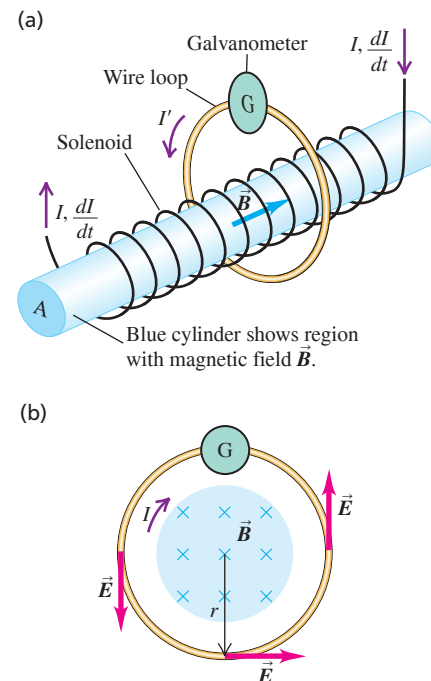 (a)
Galvanometer
I, dI/dt
Wire loop
G
I′
Solenoid
I, dI/dt
B⃗
A
Blue cylinder shows region
with magnetic field B⃗.
(b)
G
I
B⃗
E⃗
E⃗
r
E⃗